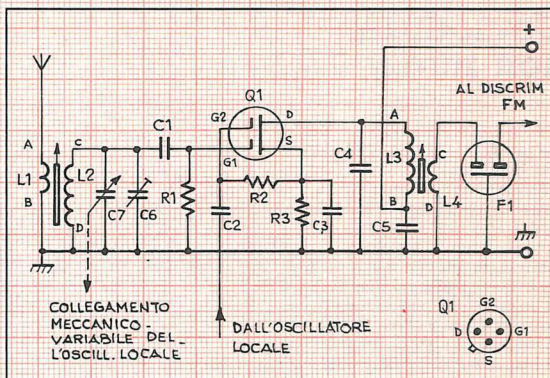 +
Q1
AL DISCRIM
FM
G2
D
S
G1
A
L1
B
C
L2
D
C1
C7
C6
R1
C2
R2
R3
C3
C4
A
L3
B
C
L4
D
C5
F1
COLLEGAMENTO
MECCANICO-
VARIABILE DEL_
L'OSCILL. LOCALE
DALL'OSCILLATORE
LOCALE
Q1
G2
D
G1
S